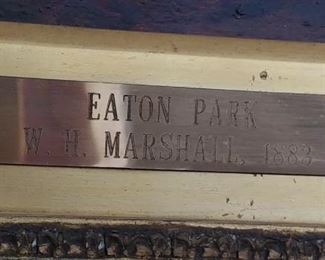 EATON PARK
W. H. MARSHALL, 1883